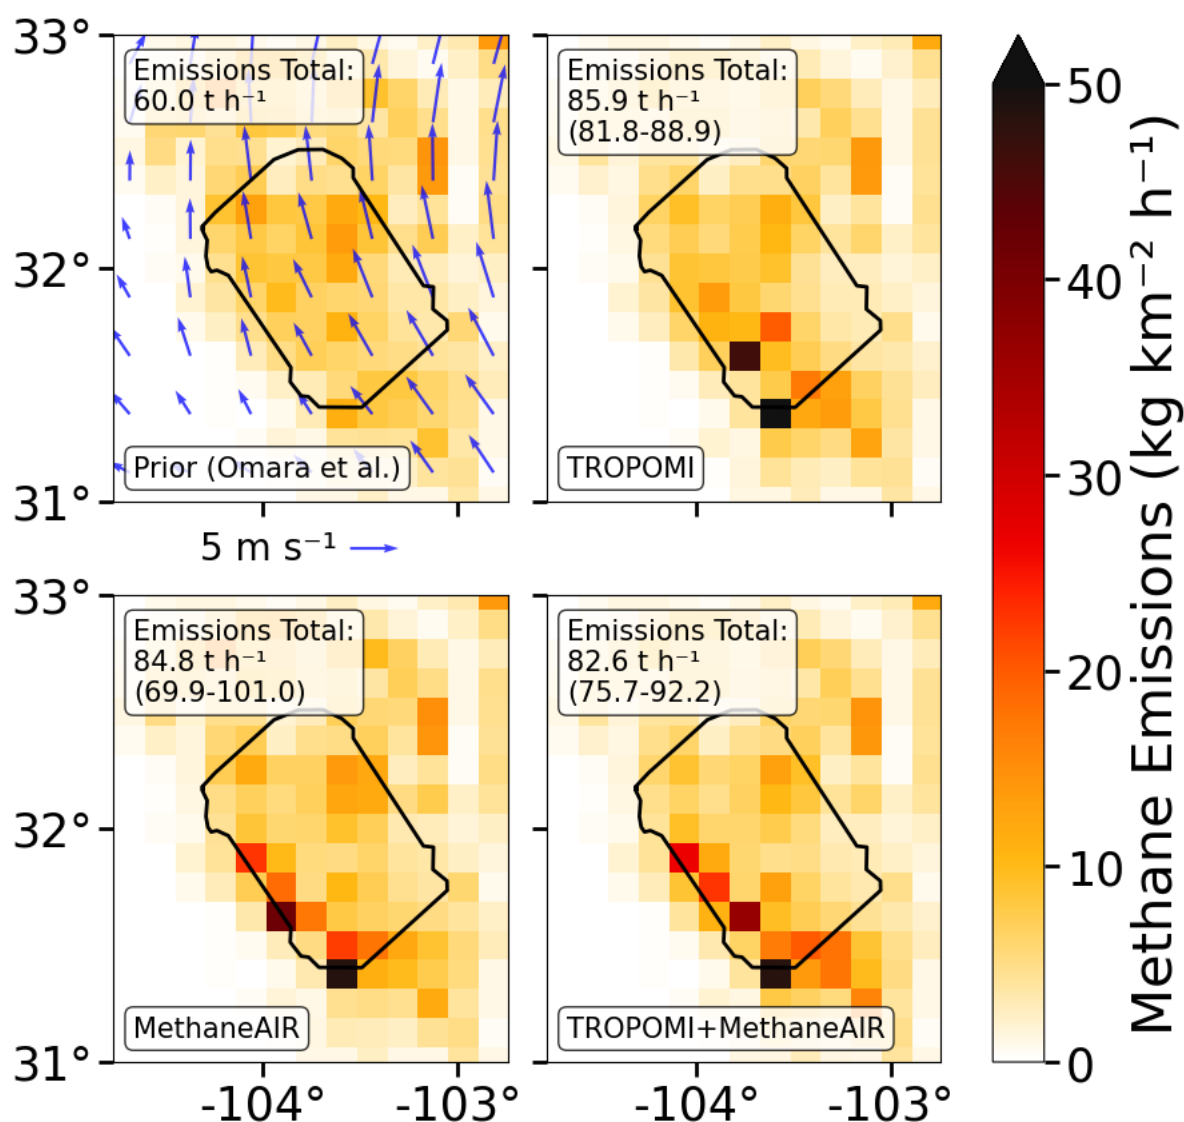 33°
32°
31°
Emissions Total:
60.0 t h⁻¹
Prior (Omara et al.)
Emissions Total:
85.9 t h⁻¹
(81.8-88.9)
TROPOMI
5 m s⁻¹
33°
32°
31°
Emissions Total:
84.8 t h⁻¹
(69.9-101.0)
MethaneAIR
-104°
-103°
Emissions Total:
82.6 t h⁻¹
(75.7-92.2)
TROPOMI+MethaneAIR
-104°
-103°
50
40
30
20
10
0
Methane Emissions (kg km⁻² h⁻¹)